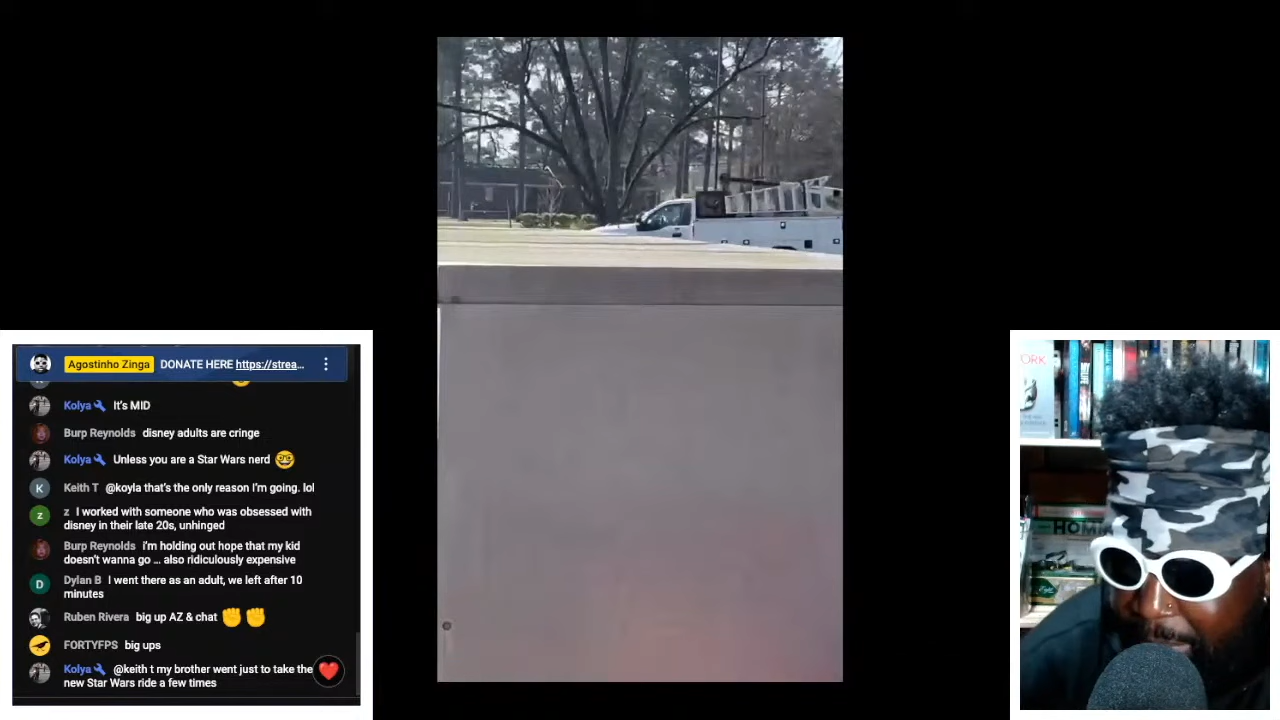 Agostinho Zinga DONATE HERE https://strea...
Kolya It's MID
Burp Reynolds disney adults are cringe
Kolya Unless you are a Star Wars nerd 🤓
Keith T @koyla that's the only reason I'm going. lol
z I worked with someone who was obsessed with
disney in their late 20s, unhinged
Burp Reynolds i'm holding out hope that my kid
doesn't wanna go ... also ridiculously expensive
Dylan B I went there as an adult, we left after 10
minutes
Ruben Rivera big up AZ & chat ✊ ✊
FORTYFPS big ups
Kolya @keith t my brother went just to take the
new Star Wars ride a few times
ORK
HOM